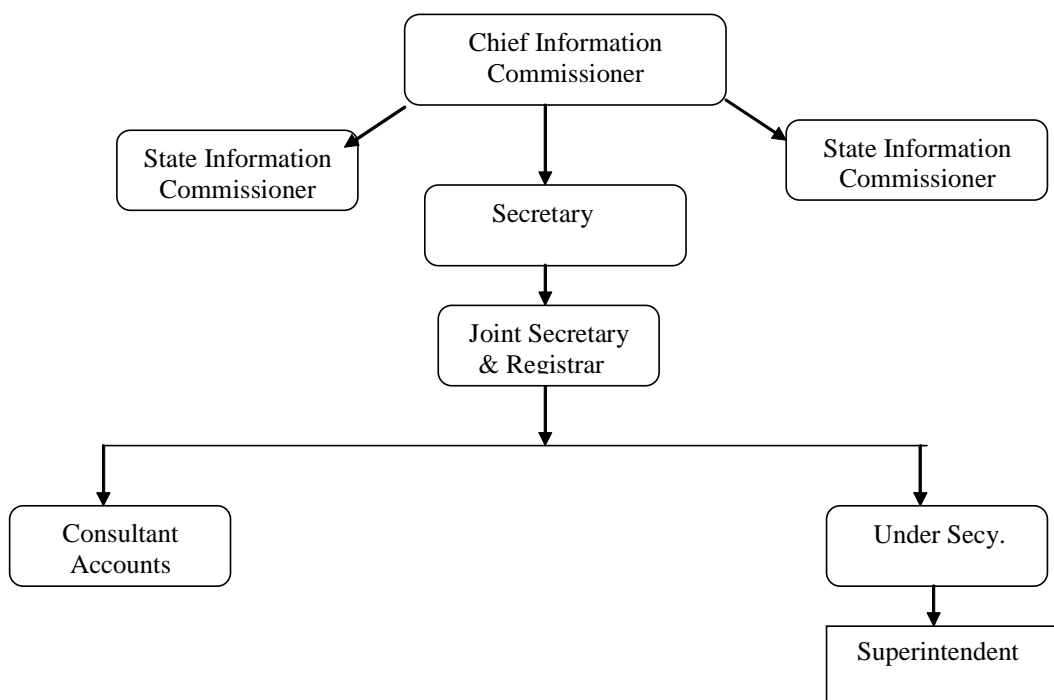 Chief Information
Commissioner
State Information
Commissioner
State Information
Commissioner
Secretary
Joint Secretary
& Registrar
Consultant
Accounts
Under Secy.
Superintendent